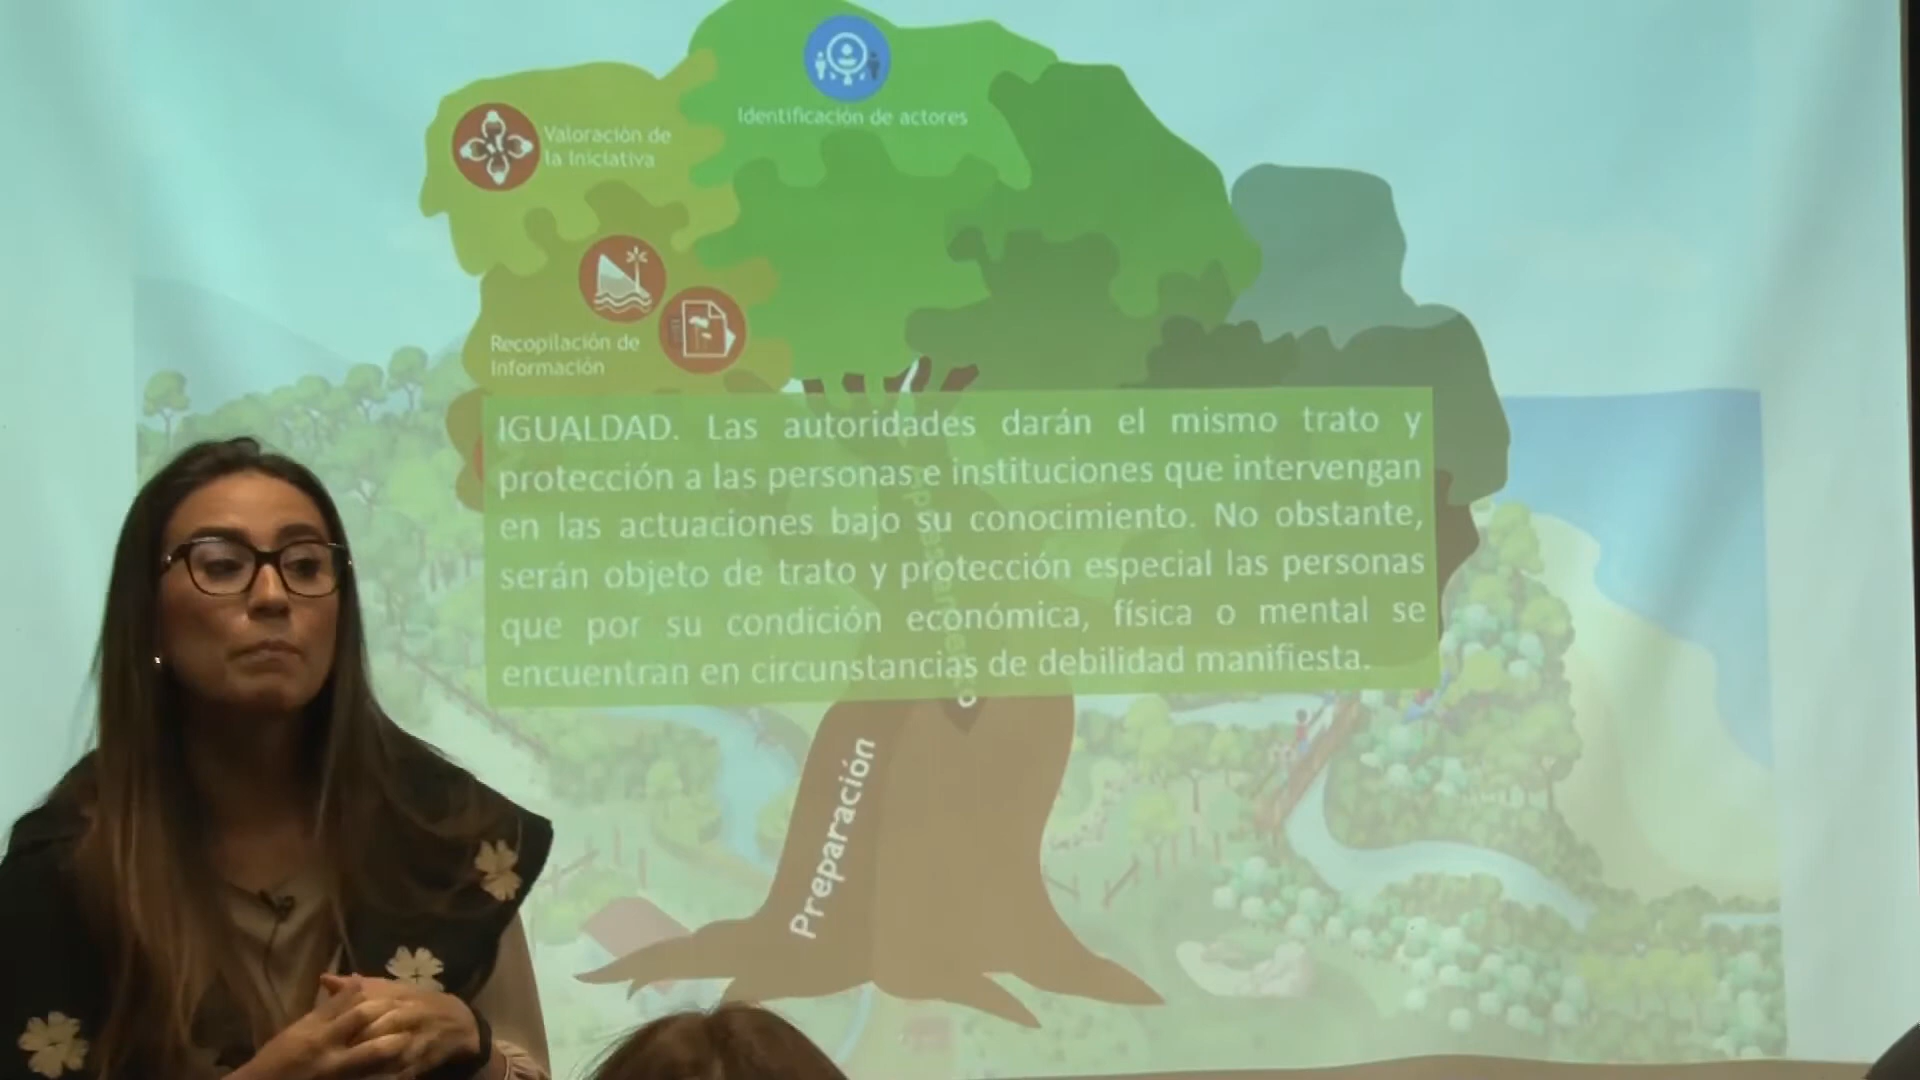 Identificación de actores
Valoración de
la Iniciativa
Recopilación de
Información
IGUALDAD. Las autoridades darán el mismo trato y
protección a las personas e instituciones que intervengan
en las actuaciones bajo su conocimiento. No obstante,
serán objeto de trato y protección especial las personas
que por su condición económica, física o mental se
encuentran en circunstancias de debilidad manifiesta.
Preparación